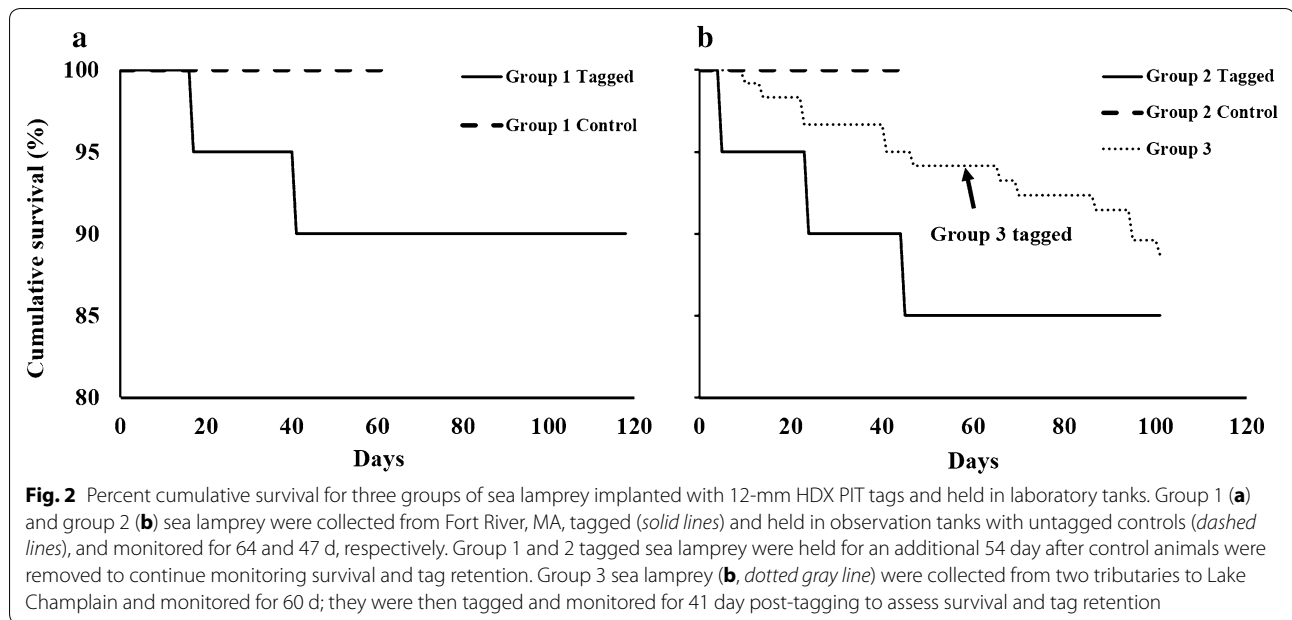 a
b
100
95
90
85
80
Cumulative survival (%)
Group 1 Tagged
Group 1 Control
0 20 40 60 80 100 120
Days
Group 2 Tagged
Group 2 Control
Group 3
Group 3 tagged
0 20 40 60 80 100 120
Days
Fig. 2 Percent cumulative survival for three groups of sea lamprey implanted with 12-mm HDX PIT tags and held in laboratory tanks. Group 1 (a)
and group 2 (b) sea lamprey were collected from Fort River, MA, tagged (solid lines) and held in observation tanks with untagged controls (dashed
lines), and monitored for 64 and 47 d, respectively. Group 1 and 2 tagged sea lamprey were held for an additional 54 day after control animals were
removed to continue monitoring survival and tag retention. Group 3 sea lamprey (b, dotted gray line) were collected from two tributaries to Lake
Champlain and monitored for 60 d; they were then tagged and monitored for 41 day post-tagging to assess survival and tag retention